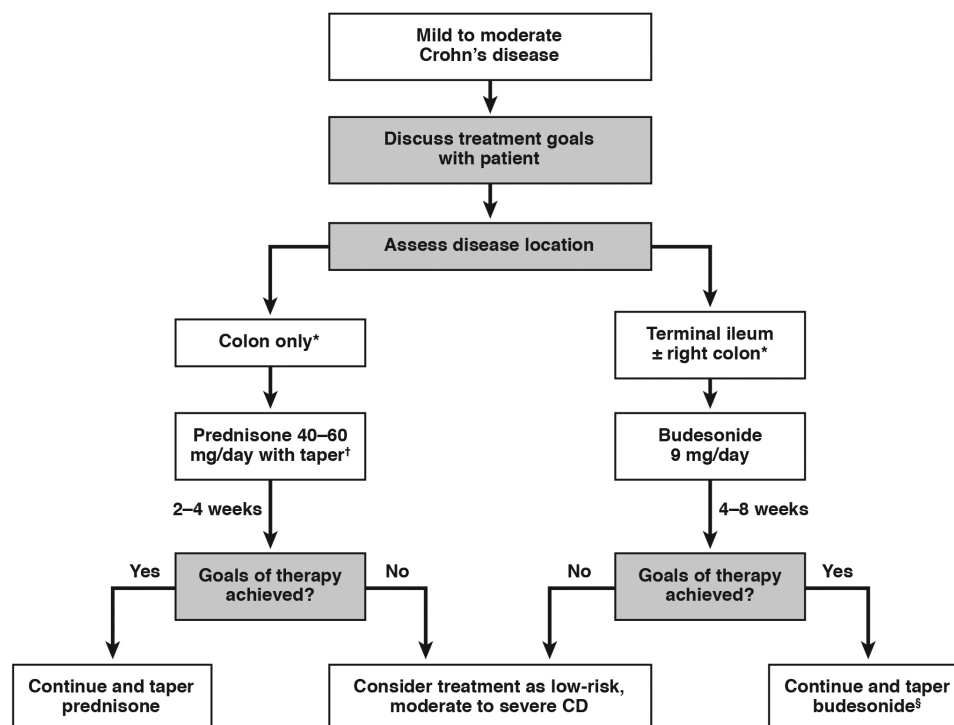 Mild to moderate
Crohn’s disease
Discuss treatment goals
with patient
Assess disease location
Colon only*
Terminal ileum
± right colon*
Prednisone 40–60
mg/day with taper†
Budesonide
9 mg/day
2–4 weeks
4–8 weeks
Yes
Goals of therapy
achieved?
No
No
Goals of therapy
achieved?
Yes
Continue and taper
prednisone
Consider treatment as low-risk,
moderate to severe CD
Continue and taper
budesonide§